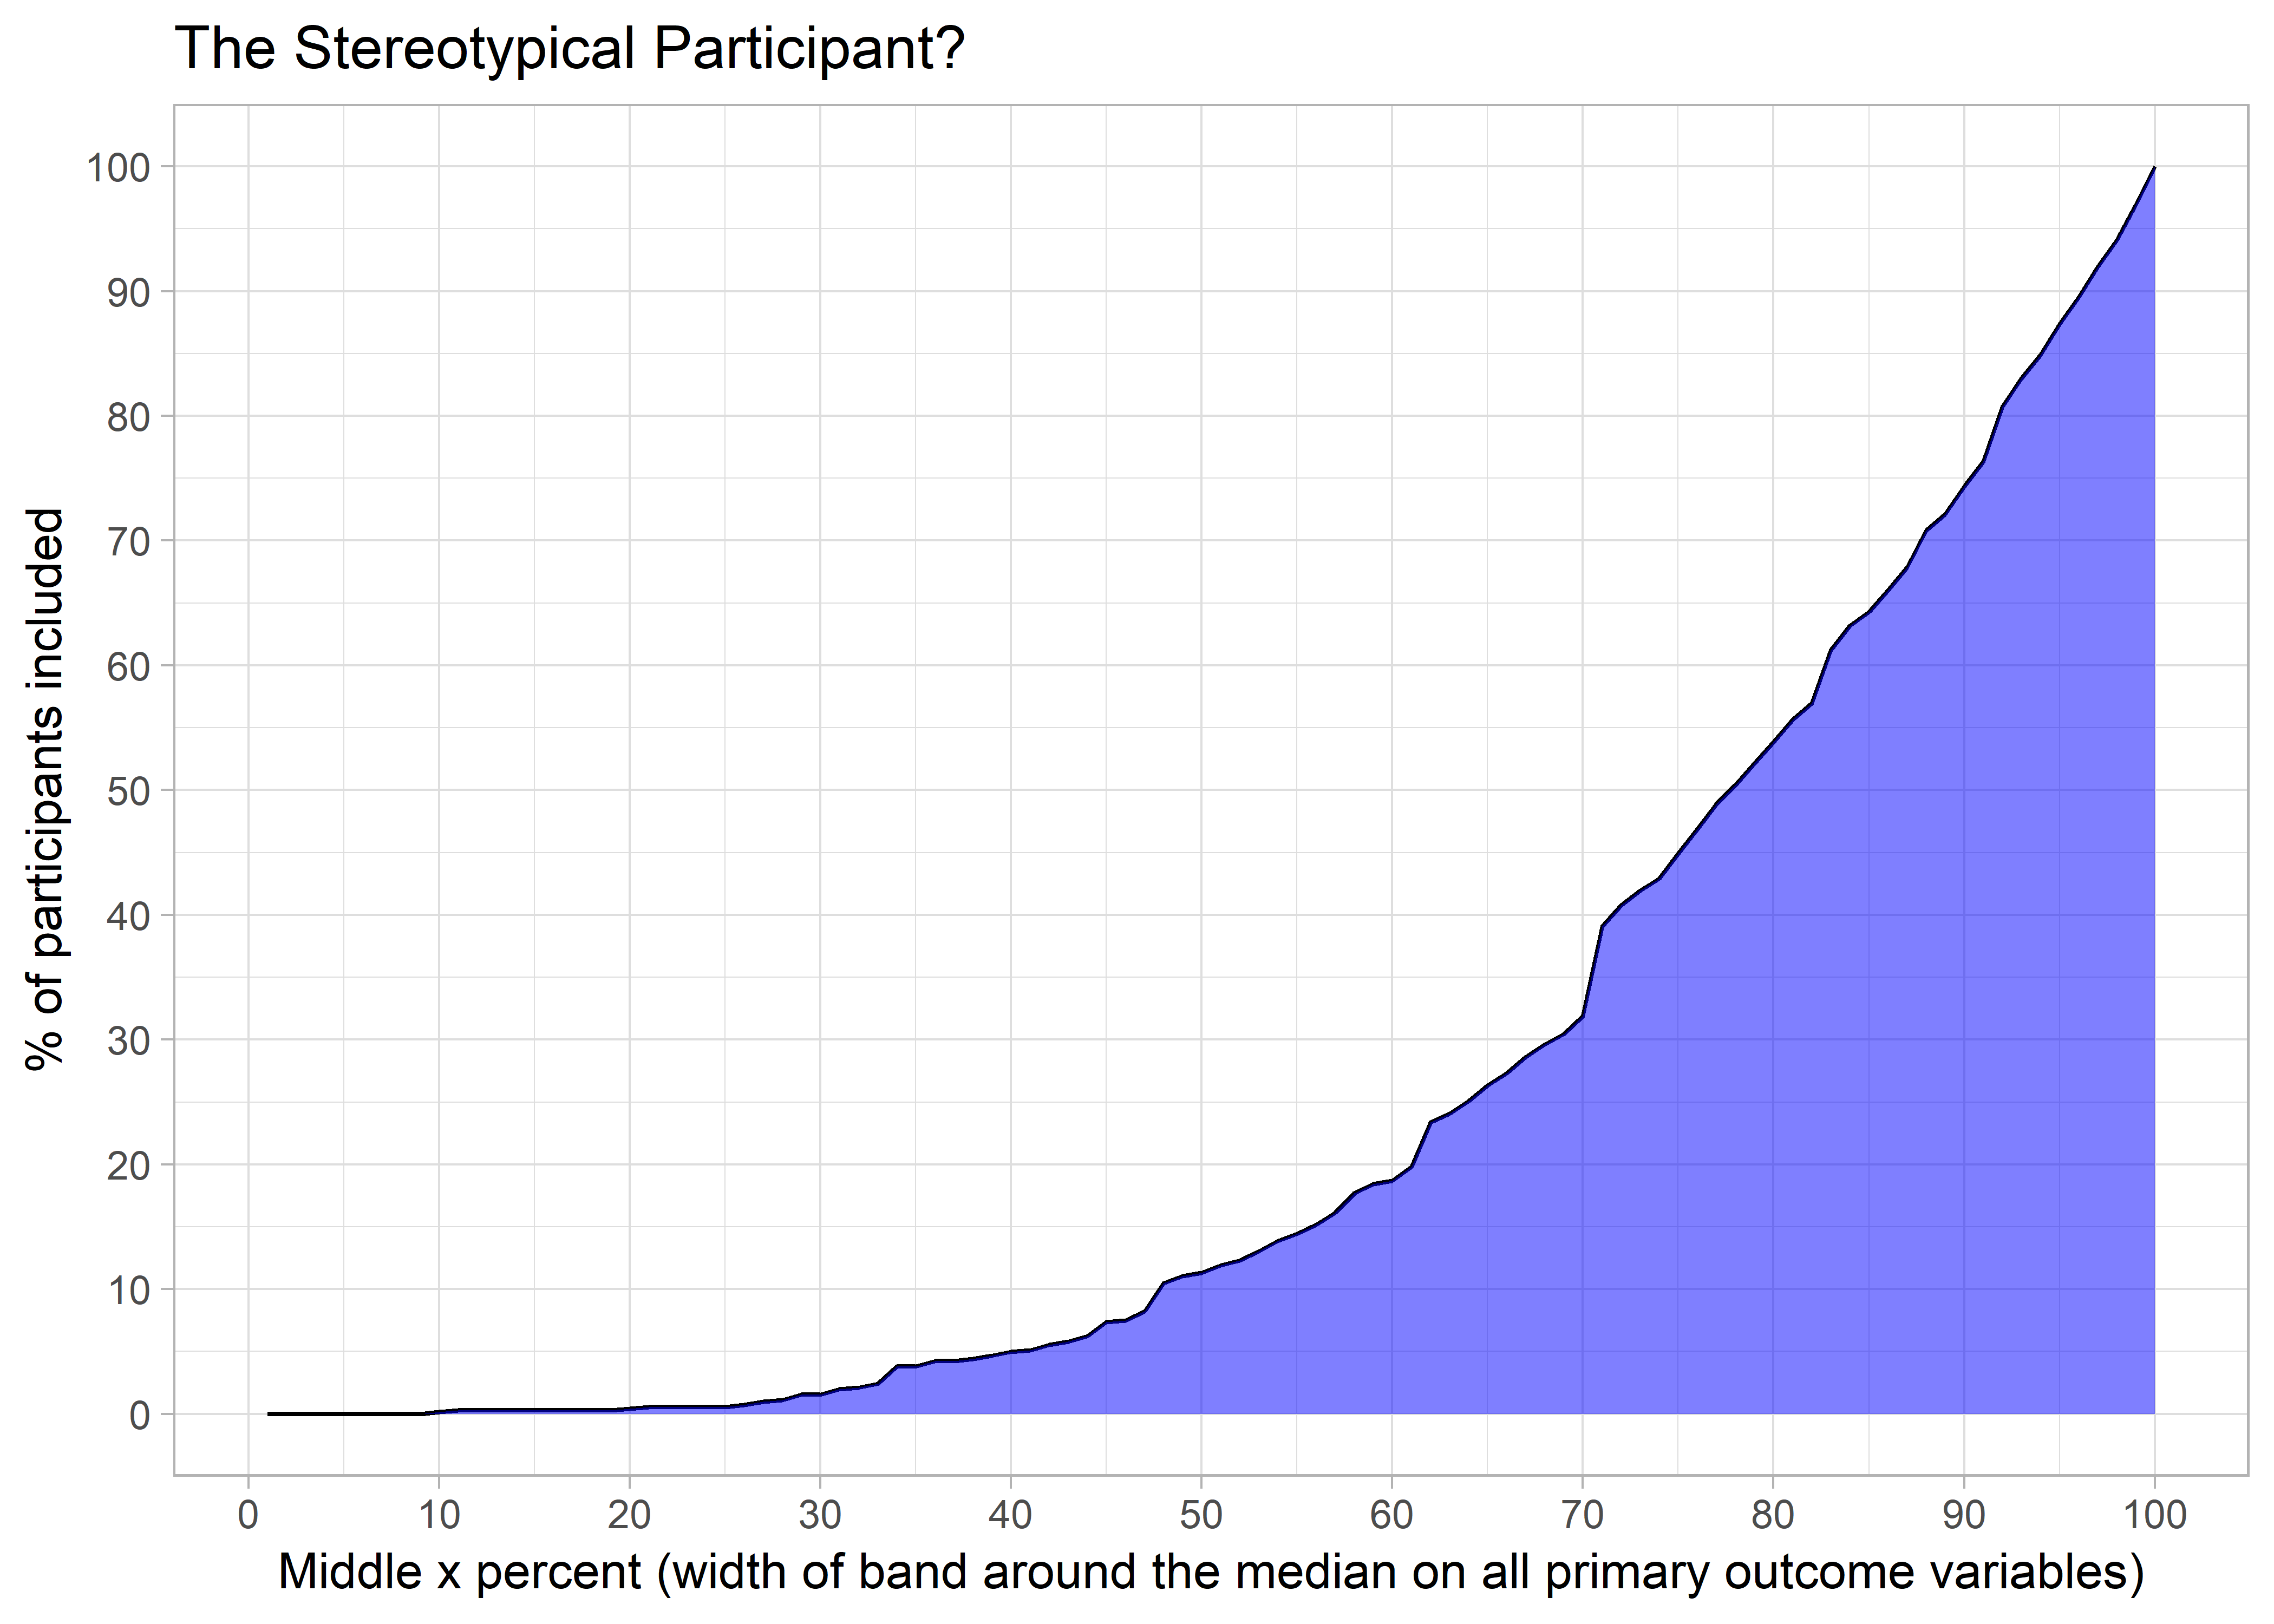 The Stereotypical Participant?
% of participants included
100
90
80
70
60
50
40
30
20
10
0
0 10 20 30 40 50 60 70 80 90 100
Middle x percent (width of band around the median on all primary outcome variables)